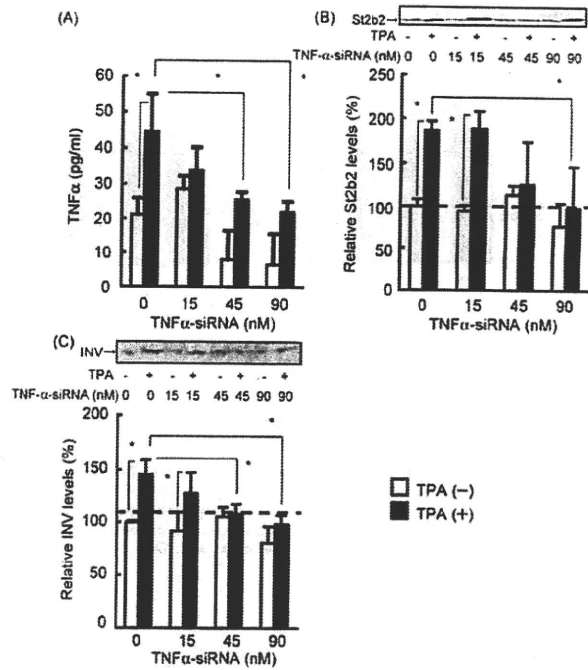 (A)
TNFα (pg/ml)
60
50
40
30
20
10
0
* * *
0 15 45 90
TNFα-siRNA (nM)
(B)
St2b2→
TPA - + - + - + - +
TNF-α-siRNA (nM) 0 0 15 15 45 45 90 90
Relative St2b2 levels (%)
250
200
150
100
50
0
* * *
0 15 45 90
TNFα-siRNA (nM)
(C)
INV→
TPA - + - + - + - +
TNF-α-siRNA (nM) 0 0 15 15 45 45 90 90
Relative INV levels (%)
200
150
100
50
0
* * * *
0 15 45 90
TNFα-siRNA (nM)
TPA (−)
TPA (+)